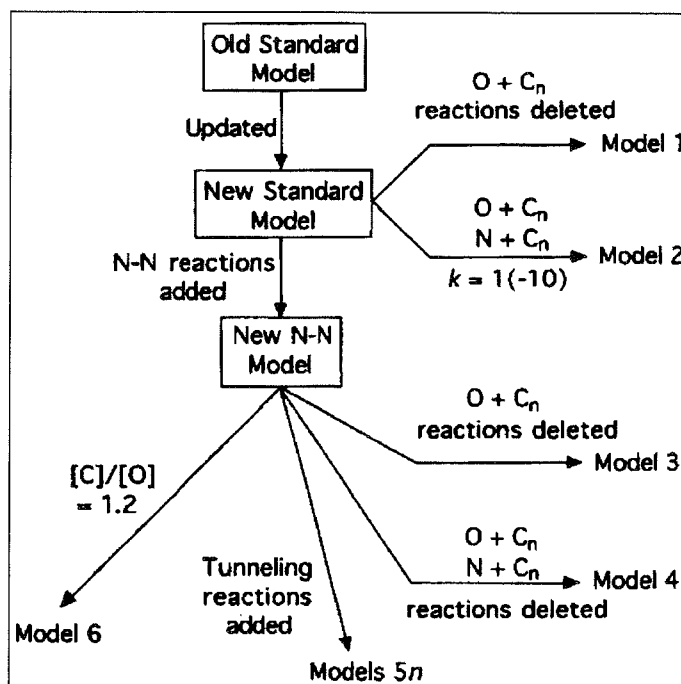 Old Standard
Model
O + Cn
reactions deleted
Updated
Model 1
New Standard
Model
O + Cn
N + Cn
Model 2
k = 1(-10)
N-N reactions
added
New N-N
Model
O + Cn
reactions deleted
Model 3
[C]/[O]
= 1.2
O + Cn
N + Cn
Model 4
reactions deleted
Tunneling
reactions
added
Model 6
Models 5n